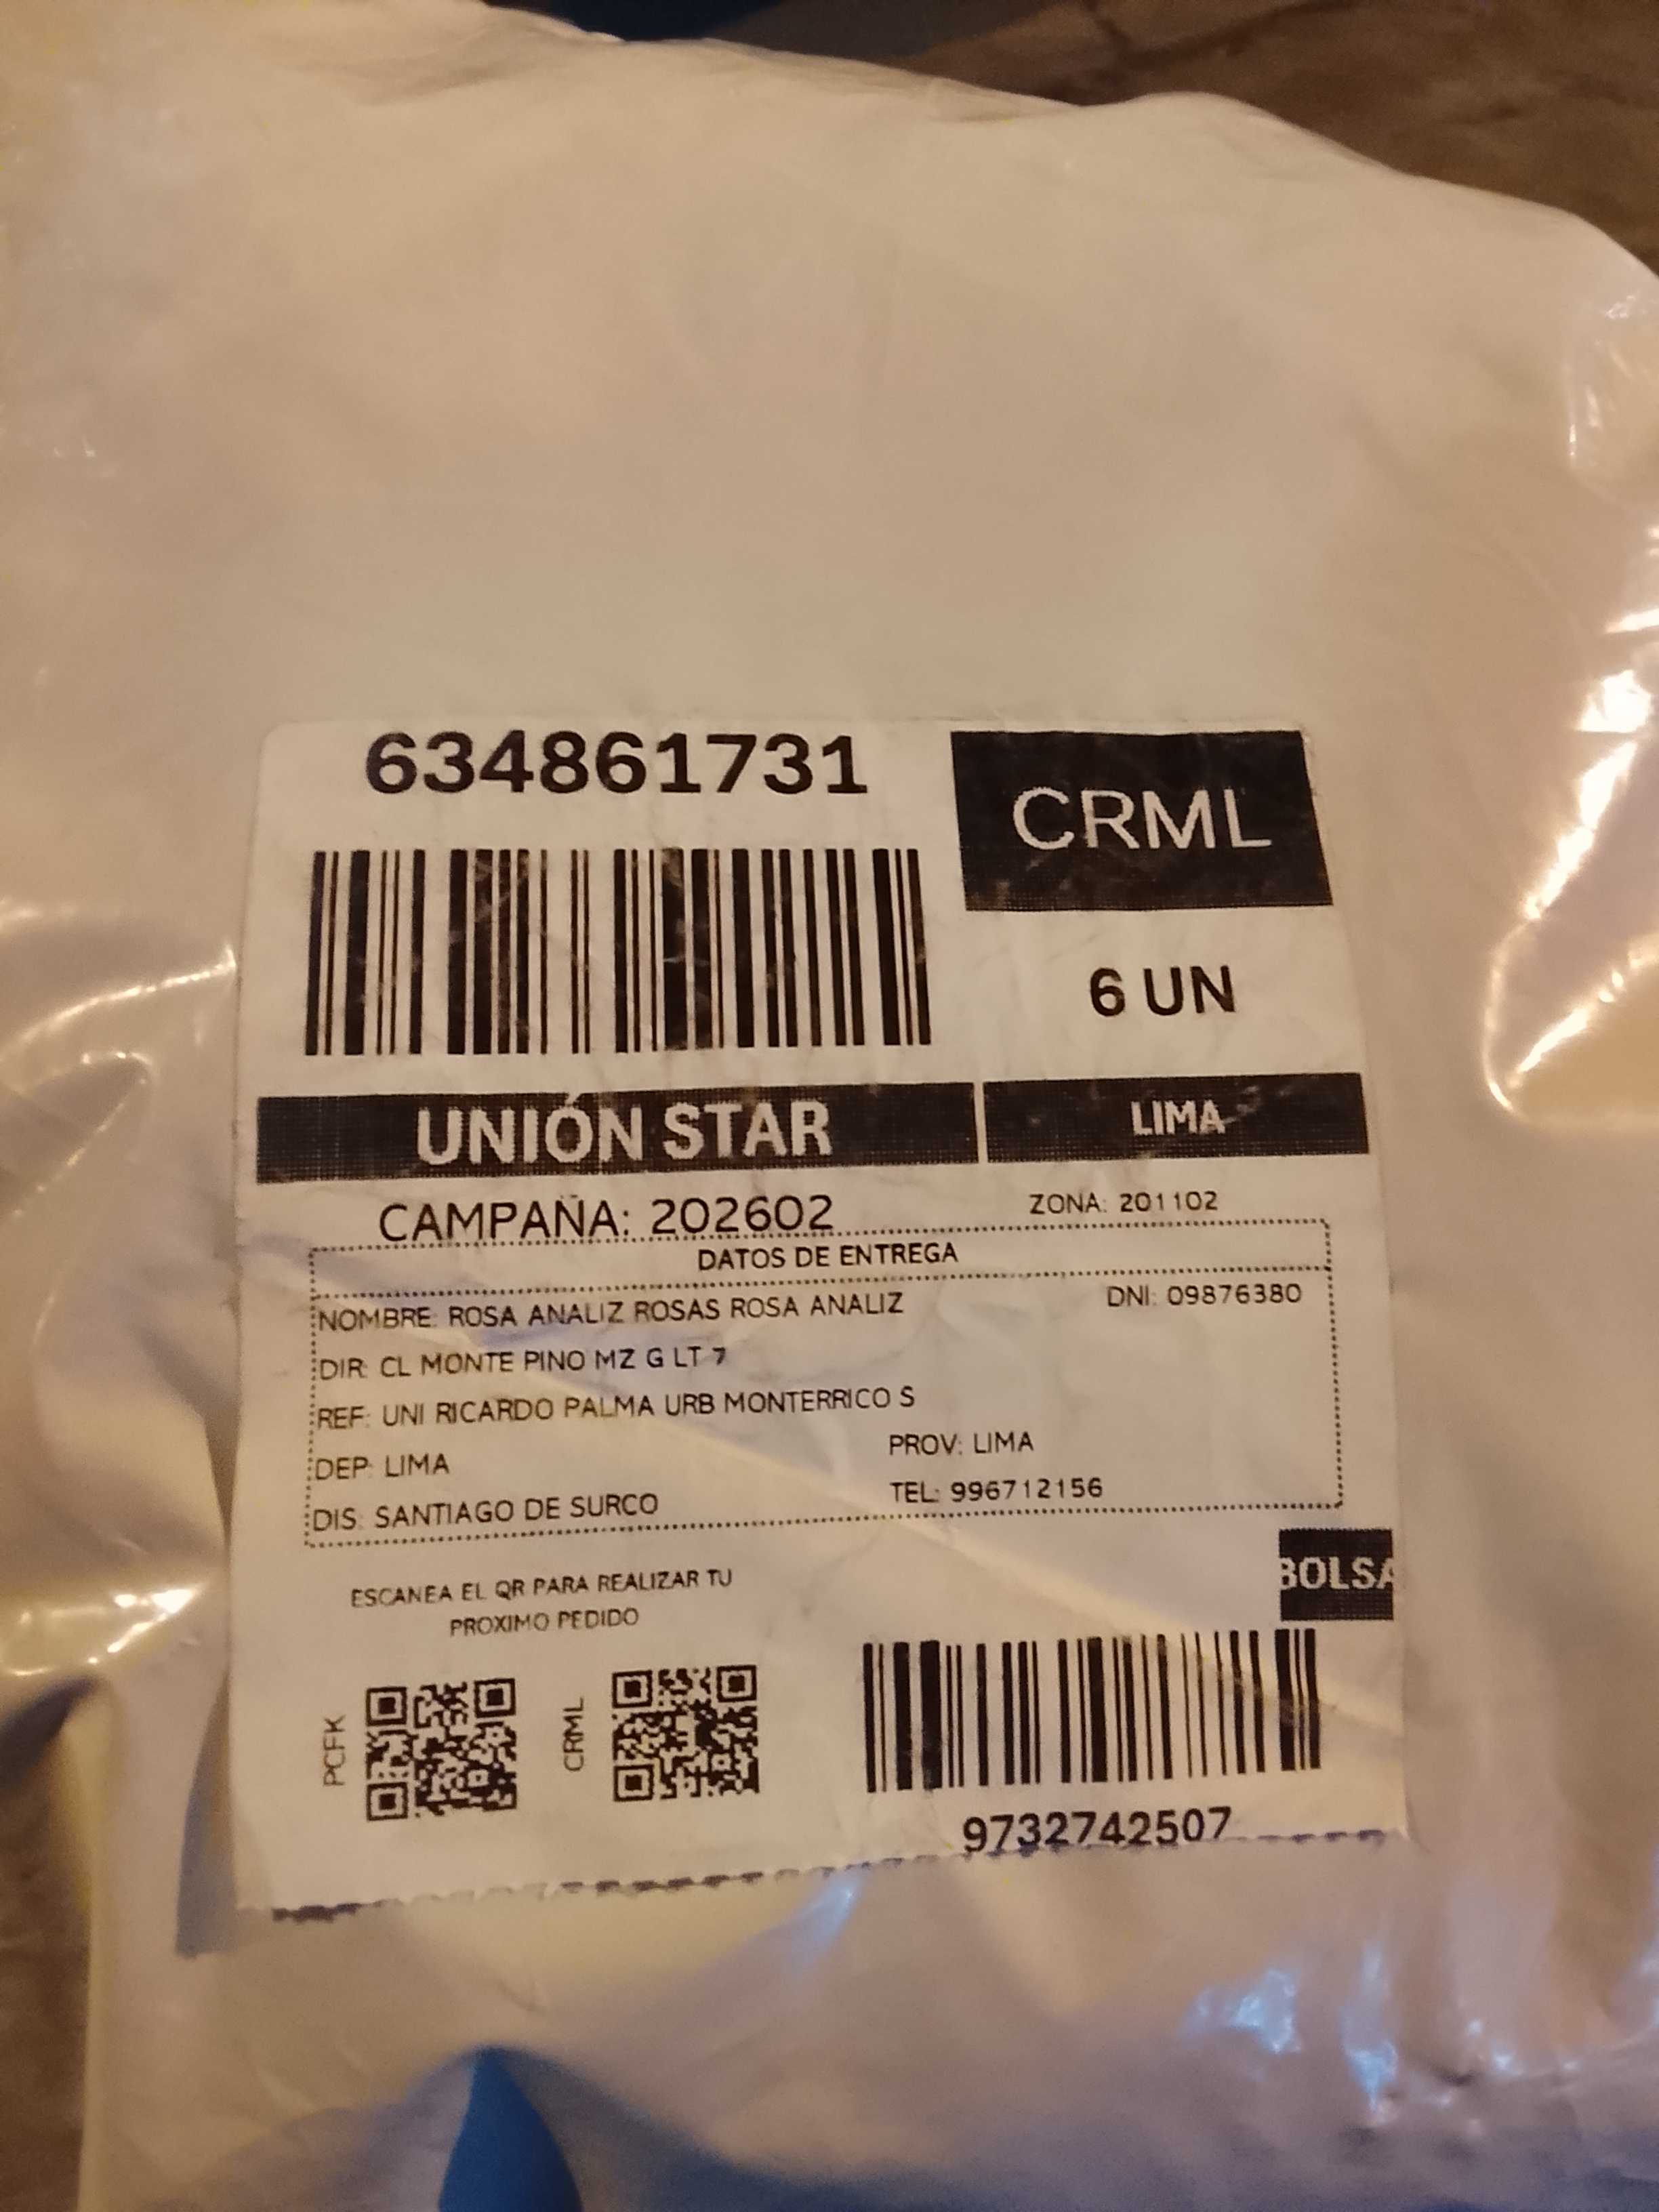 634861731
CRML
6 UN
UNIÓN STAR
LIMA
CAMPAÑA: 202602
ZONA: 201102
DATOS DE ENTREGA
NOMBRE: ROSA ANALIZ ROSAS ROSA ANALIZ
DNI: 09876380
DIR: CL MONTE PINO MZ G LT 7
REF: UNI RICARDO PALMA URB MONTERRICO S
DEP: LIMA
PROV: LIMA
DIS: SANTIAGO DE SURCO
TEL: 996712156
BOLSA
ESCANEA EL QR PARA REALIZAR TU
PROXIMO PEDIDO
PCFK
CRML
9732742507